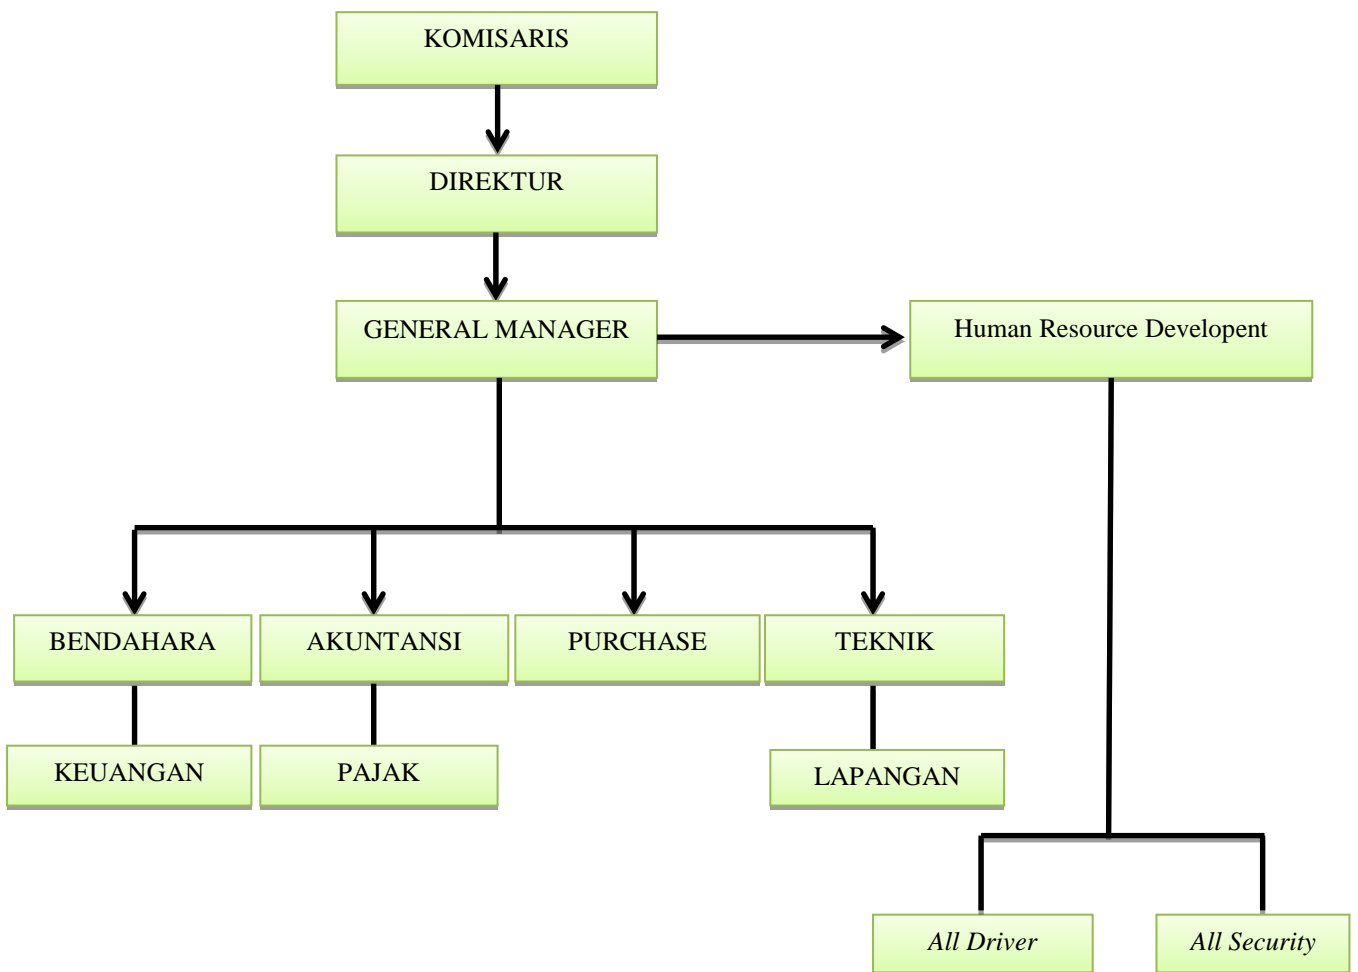 KOMISARIS
DIREKTUR
GENERAL MANAGER
Human Resource Developent
BENDAHARA
AKUNTANSI
PURCHASE
TEKNIK
KEUANGAN
PAJAK
LAPANGAN
All Driver
All Security